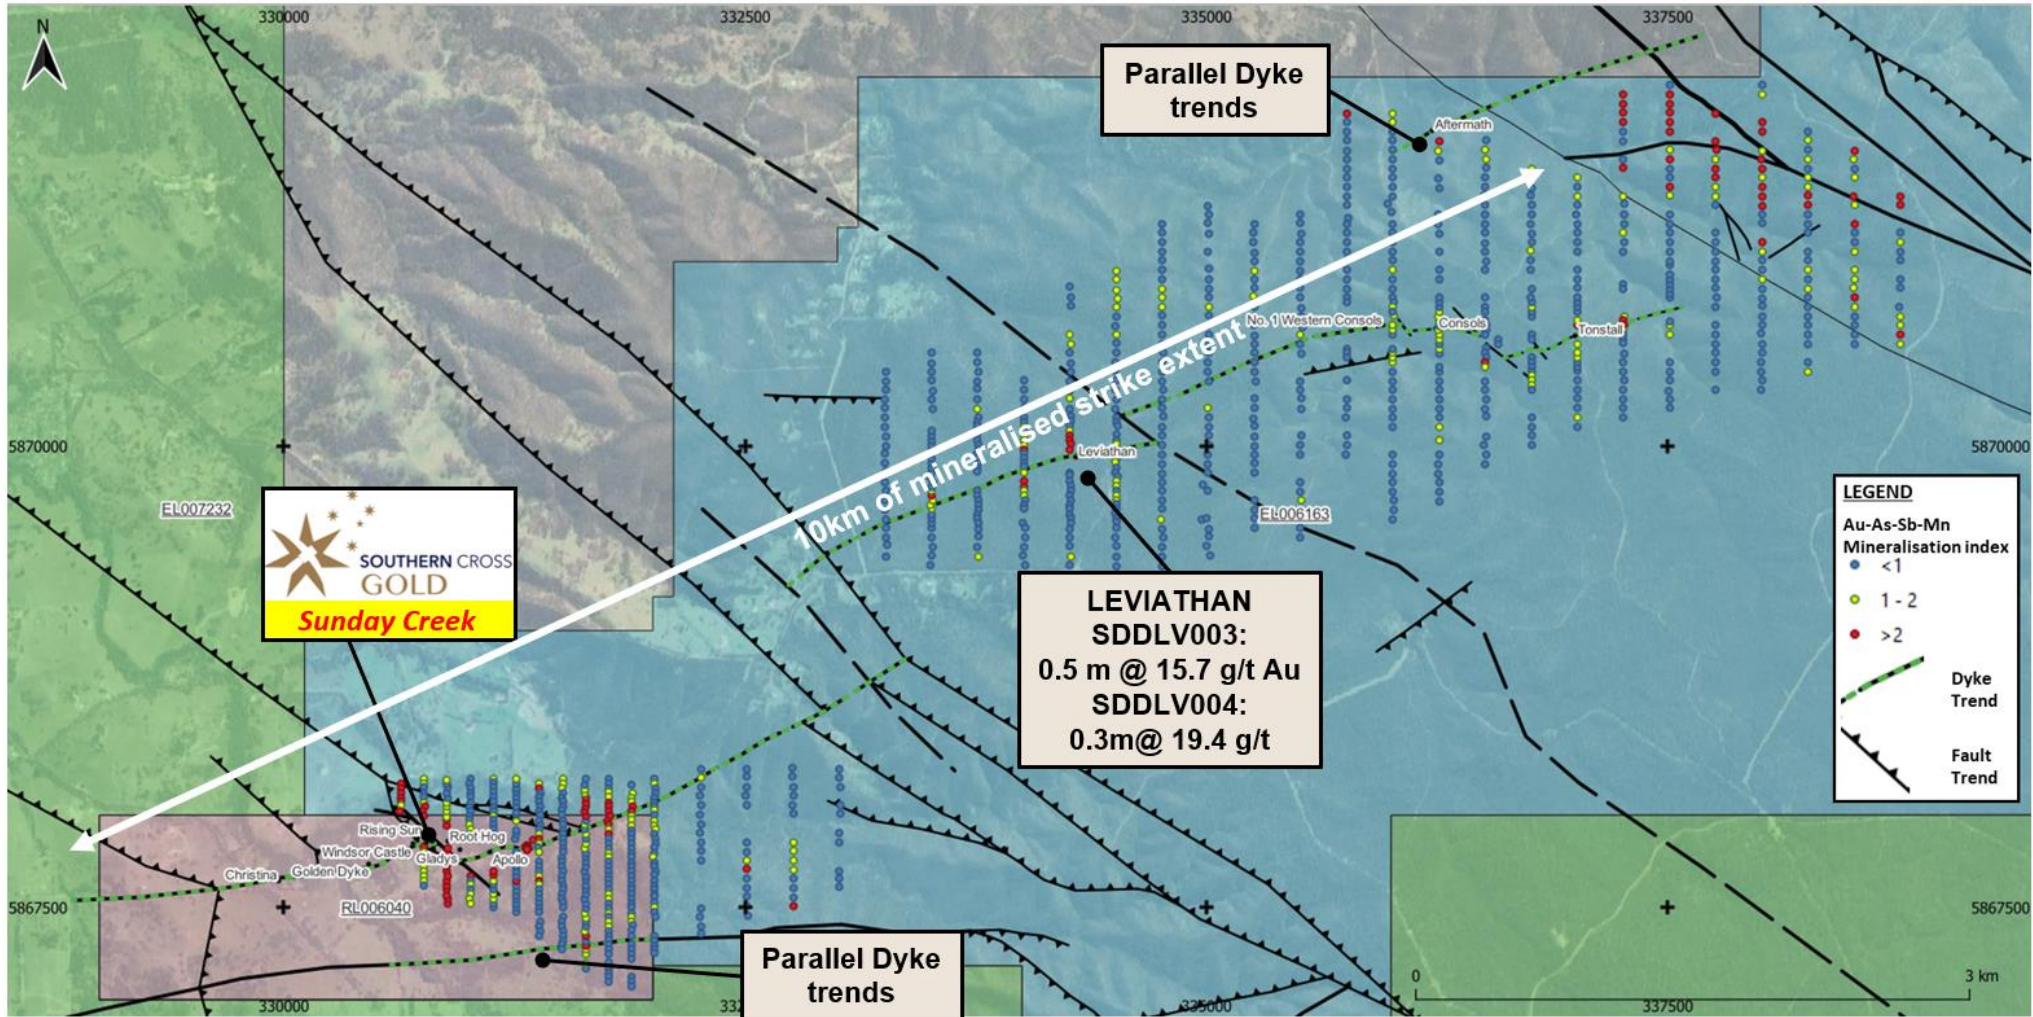 330000
332500
335000
337500
N
Parallel Dyke
trends
Aftermath
No. 1 Western Consols
Consols
Tonstall
10km of mineralised strike extent
5870000
Leviathan
5870000
EL007232
EL006163
SOUTHERN CROSS
GOLD
Sunday Creek
LEVIATHAN
SDDLV003:
0.5 m @ 15.7 g/t Au
SDDLV004:
0.3m@ 19.4 g/t
LEGEND
Au-As-Sb-Mn
Mineralisation index
<1
1 - 2
>2
Dyke
Trend
Fault
Trend
Rising Sun
Root Hog
Windsor Castle
Gladys
Apollo
Christina
Golden Dyke
5867500
RL006040
5867500
Parallel Dyke
trends
0
3 km
330000
335000
337500